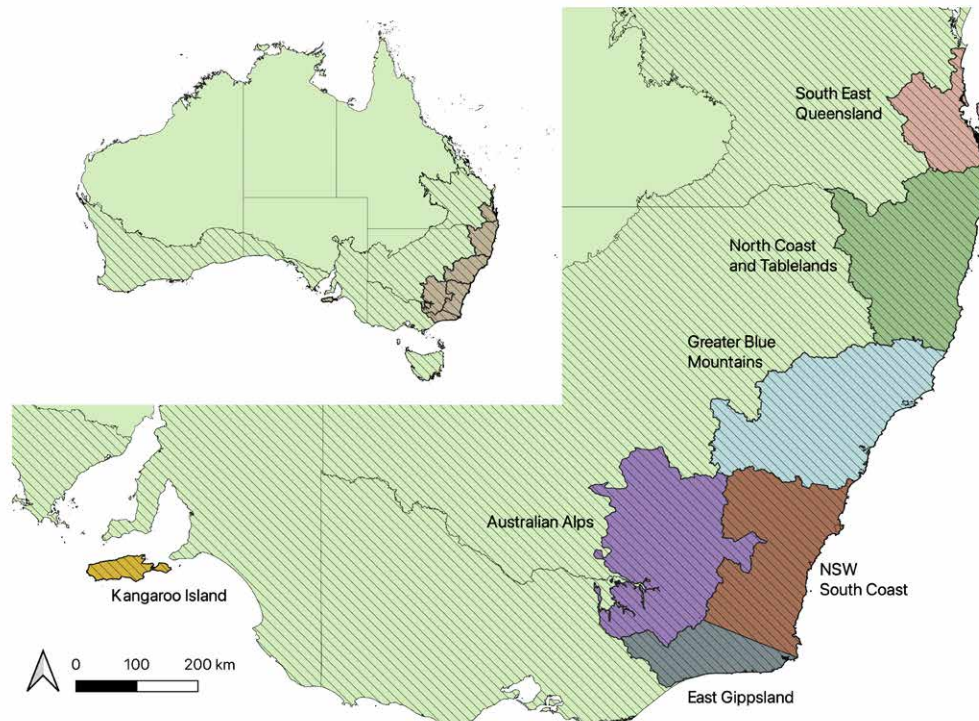 South East
Queensland
North Coast
and Tablelands
Greater Blue
Mountains
Australian Alps
NSW
South Coast
Kangaroo Island
East Gippsland
0 100 200 km